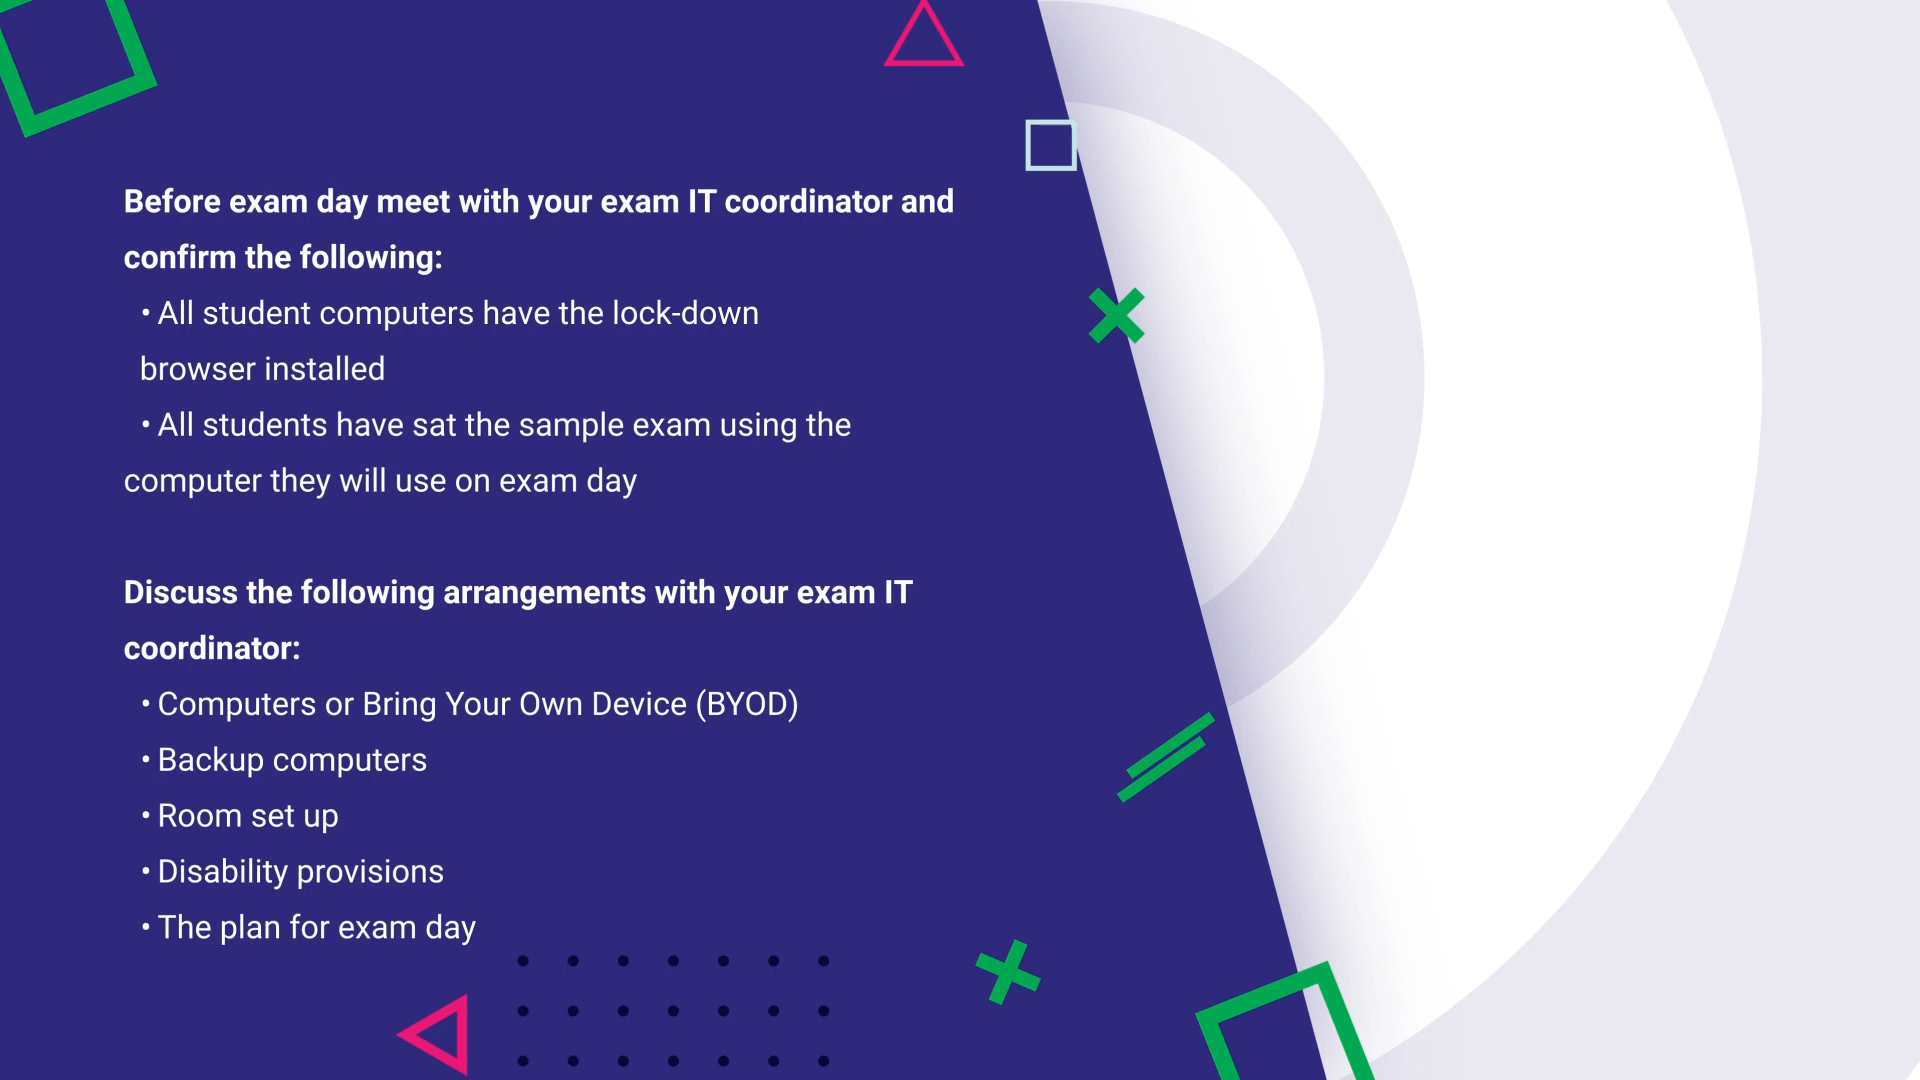 Before exam day meet with your exam IT coordinator and
confirm the following:
• All student computers have the lock-down
browser installed
• All students have sat the sample exam using the
computer they will use on exam day
Discuss the following arrangements with your exam IT
coordinator:
• Computers or Bring Your Own Device (BYOD)
• Backup computers
• Room set up
• Disability provisions
• The plan for exam day